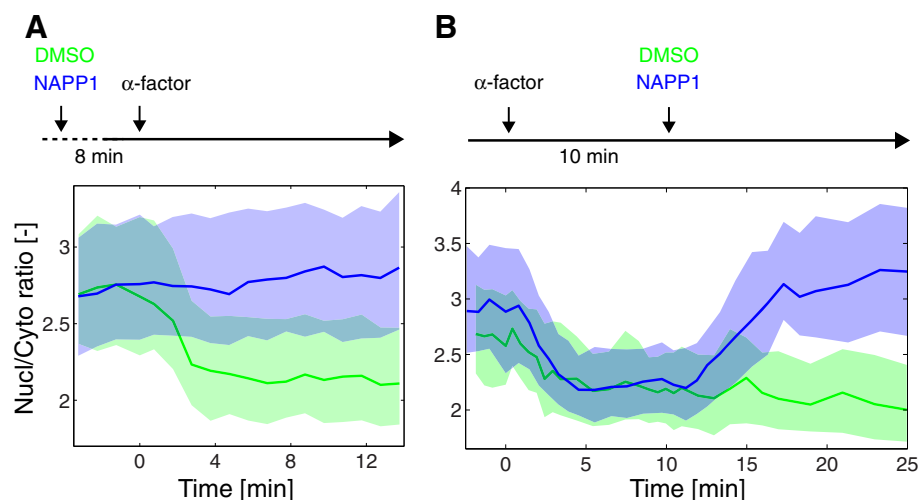 A
DMSO
NAPP1
α-factor
8 min
Nucl/Cyto ratio [-]
3
2.5
2
0
4
8
12
Time [min]
B
DMSO
NAPP1
α-factor
10 min
4
3.5
3
2.5
2
0
5
10
15
20
25
Time [min]